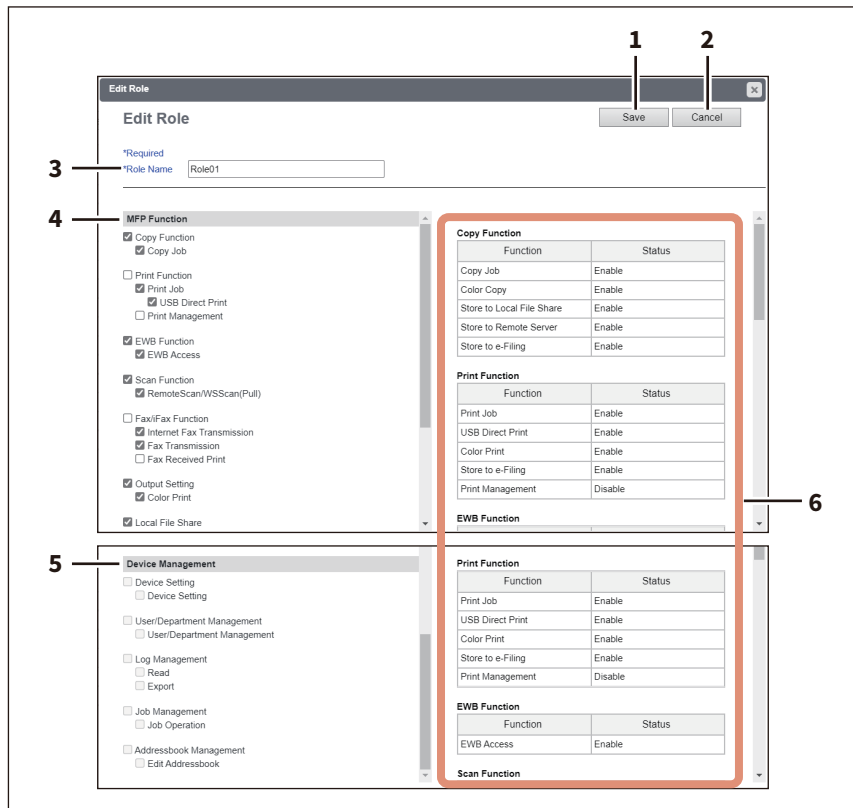 1 2
Edit Role
Edit Role
Save Cancel
*Required
3 *Role Name Role01
4 MFP Function
Copy Function
Copy Job
Print Function
Print Job
USB Direct Print
Print Management
EWB Function
EWB Access
Scan Function
RemoteScan/WSScan(Pull)
Fax/iFax Function
Internet Fax Transmission
Fax Transmission
Fax Received Print
Output Setting
Color Print
Local File Share
Copy Function
Function Status
Copy Job Enable
Color Copy Enable
Store to Local File Share Enable
Store to Remote Server Enable
Store to e-Filing Enable
Print Function
Function Status
Print Job Enable
USB Direct Print Enable
Color Print Enable
Store to e-Filing Enable
Print Management Disable
6
EWB Function
5 Device Management
Device Setting
Device Setting
User/Department Management
User/Department Management
Log Management
Read
Export
Job Management
Job Operation
Addressbook Management
Edit Addressbook
Print Function
Function Status
Print Job Enable
USB Direct Print Enable
Color Print Enable
Store to e-Filing Enable
Print Management Disable
EWB Function
Function Status
EWB Access Enable
Scan Function